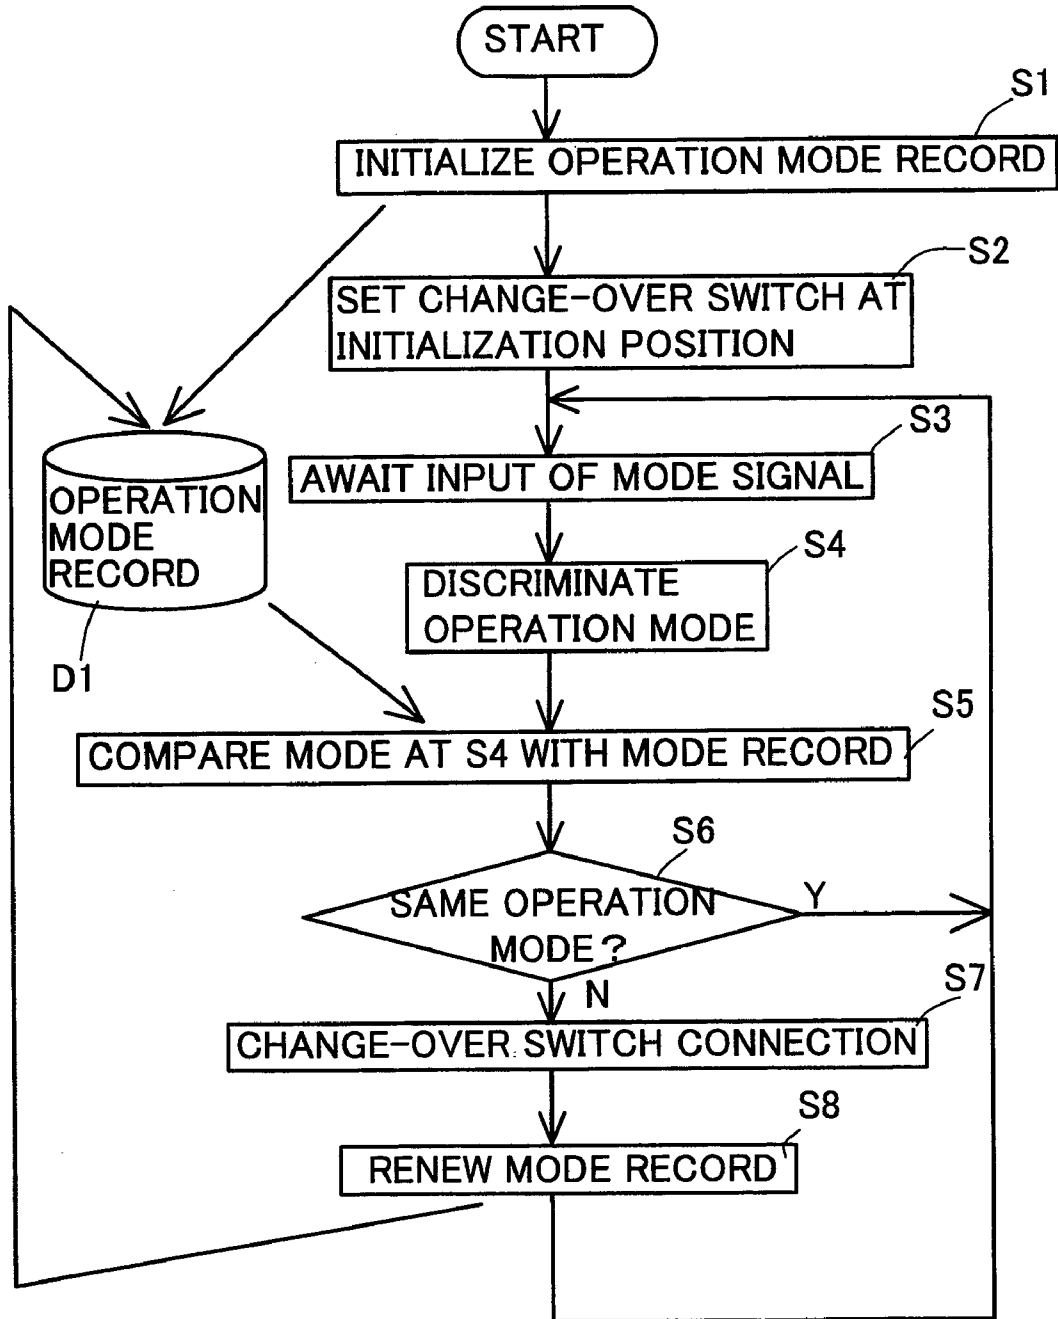 START
S1
INITIALIZE OPERATION MODE RECORD
S2
SET CHANGE-OVER SWITCH AT
INITIALIZATION POSITION
S3
AWAIT INPUT OF MODE SIGNAL
OPERATION
MODE
RECORD
D1
S4
DISCRIMINATE
OPERATION MODE
S5
COMPARE MODE AT S4 WITH MODE RECORD
S6
SAME OPERATION
MODE?
Y
N
S7
CHANGE-OVER SWITCH CONNECTION
S8
RENEW MODE RECORD